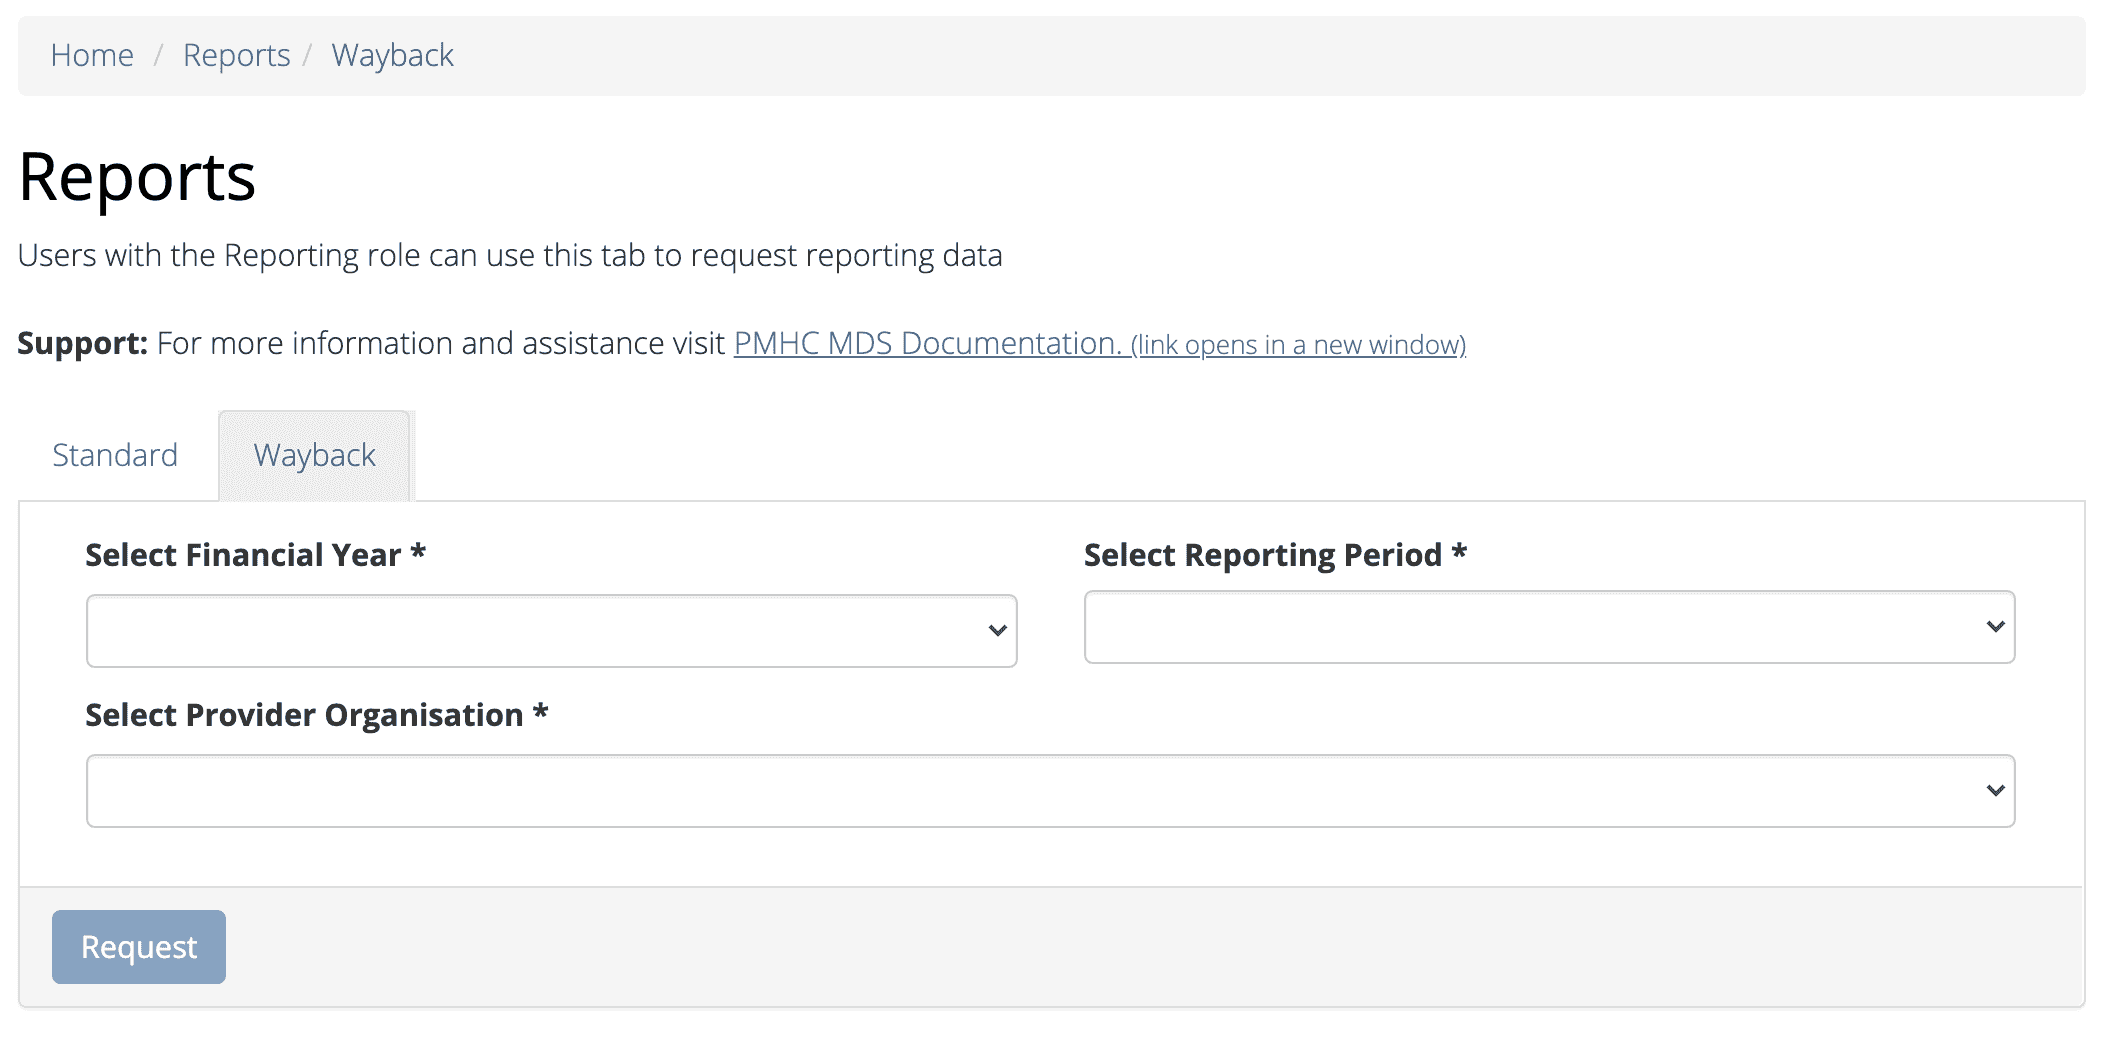 Home / Reports / Wayback
Reports
Users with the Reporting role can use this tab to request reporting data
Support: For more information and assistance visit PMHC MDS Documentation. (link opens in a new window)
Standard Wayback
Select Financial Year * Select Reporting Period *
Select Provider Organisation *
Request